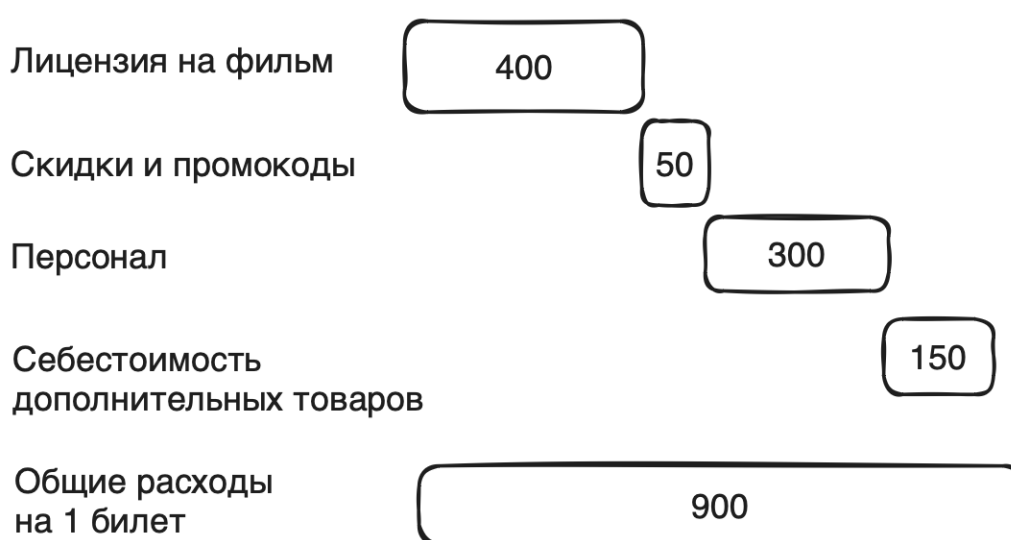 Лицензия на фильм
400
Скидки и промокоды
50
Персонал
300
Себестоимость
дополнительных товаров
150
Общие расходы
на 1 билет
900